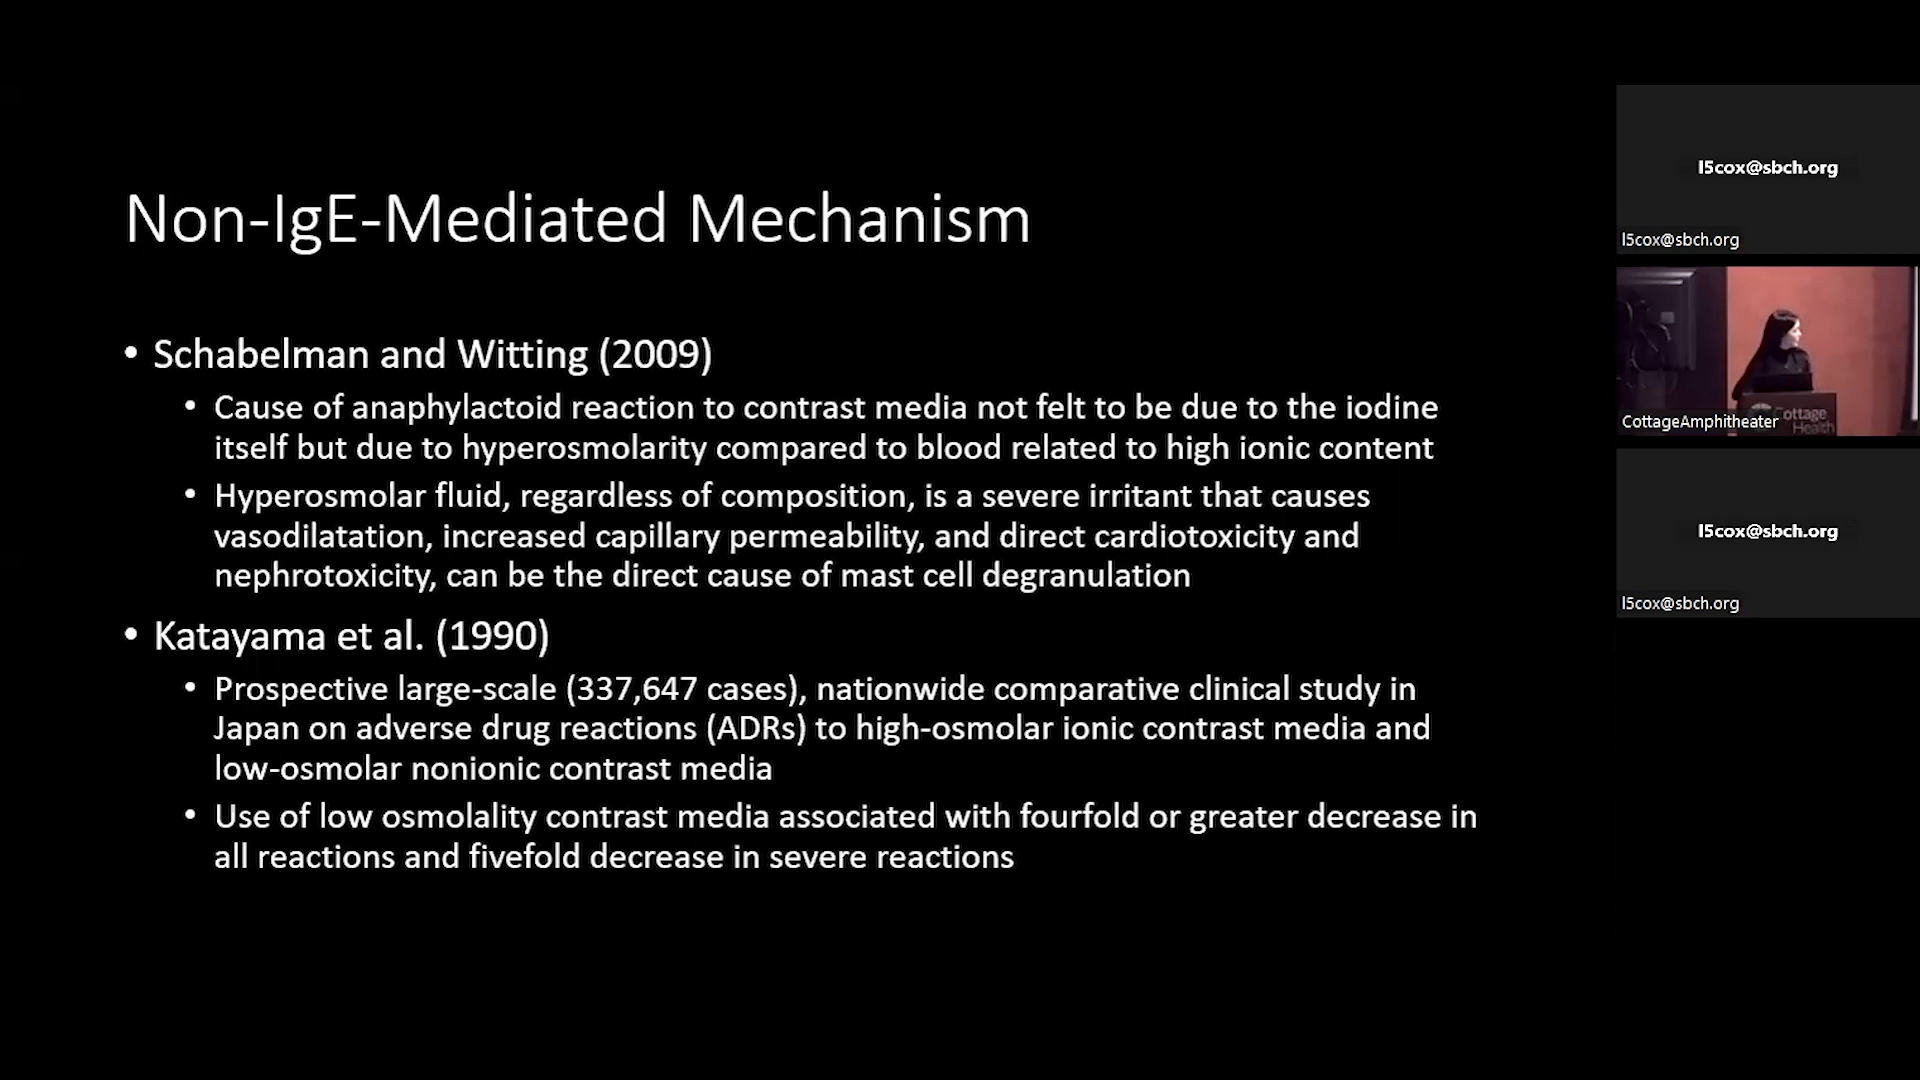 Non-IgE-Mediated Mechanism
• Schabelman and Witting (2009)
• Cause of anaphylactoid reaction to contrast media not felt to be due to the iodine
itself but due to hyperosmolarity compared to blood related to high ionic content
• Hyperosmolar fluid, regardless of composition, is a severe irritant that causes
vasodilatation, increased capillary permeability, and direct cardiotoxicity and
nephrotoxicity, can be the direct cause of mast cell degranulation
• Katayama et al. (1990)
• Prospective large-scale (337,647 cases), nationwide comparative clinical study in
Japan on adverse drug reactions (ADRs) to high-osmolar ionic contrast media and
low-osmolar nonionic contrast media
• Use of low osmolality contrast media associated with fourfold or greater decrease in
all reactions and fivefold decrease in severe reactions
l5cox@sbch.org
l5cox@sbch.org
Cottage
Health
CottageAmphitheater
l5cox@sbch.org
l5cox@sbch.org